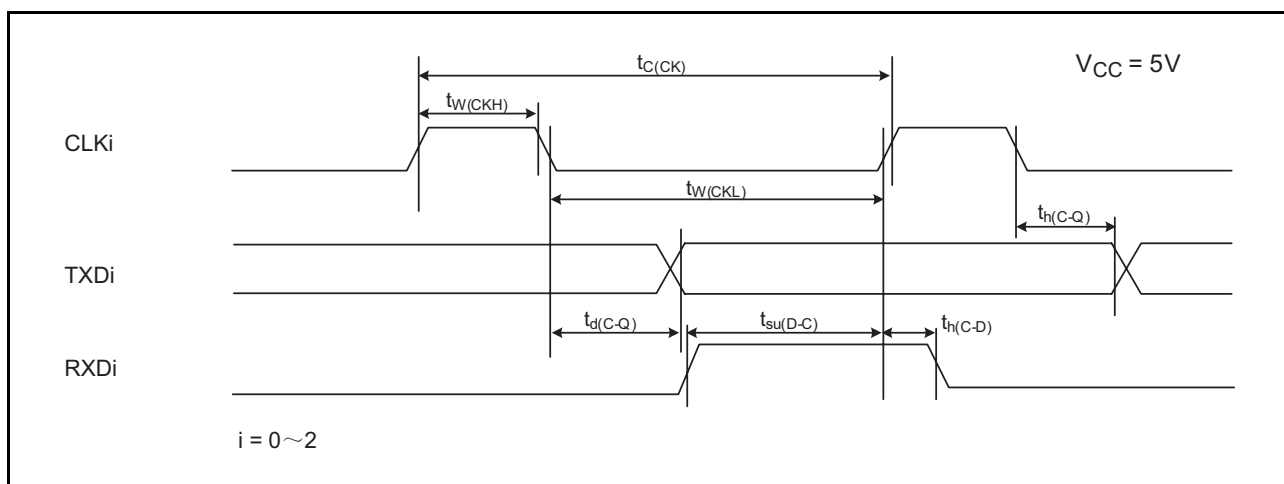 tC(CK)
VCC = 5V
tW(CKH)
CLKi
tW(CKL)
th(C-Q)
TXDi
td(C-Q)
tsu(D-C)
th(C-D)
RXDi
i = 0～2